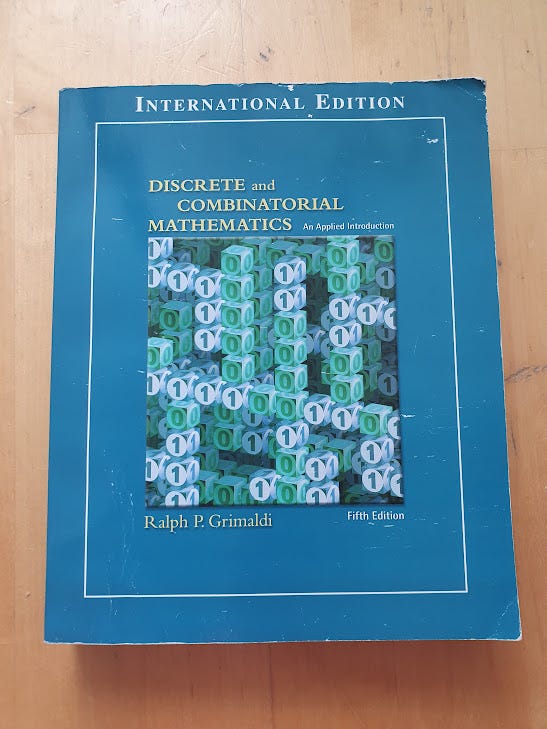 INTERNATIONAL EDITION
DISCRETE and
COMBINATORIAL
MATHEMATICS An Applied Introduction
Ralph P. Grimaldi
Fifth Edition